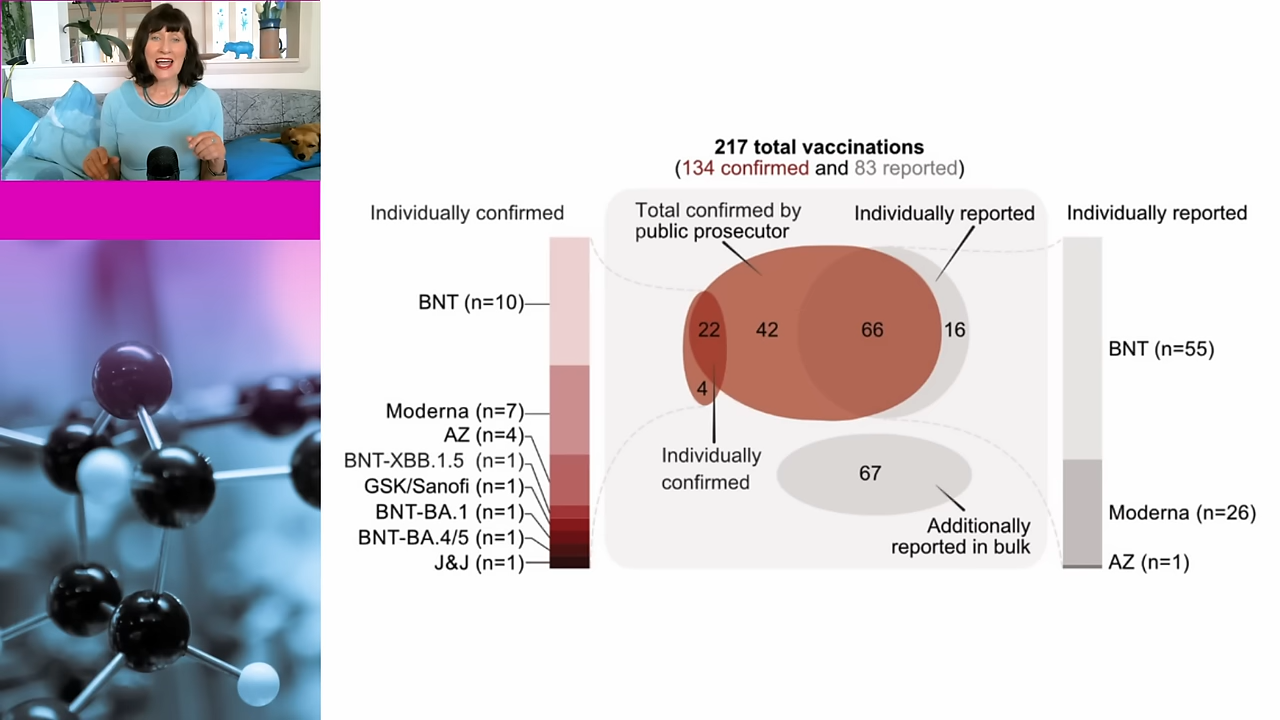 217 total vaccinations
(134 confirmed and 83 reported)
Individually confirmed
BNT (n=10)
Moderna (n=7)
AZ (n=4)
BNT-XBB.1.5 (n=1)
GSK/Sanofi (n=1)
BNT-BA.1 (n=1)
BNT-BA.4/5 (n=1)
J&J (n=1)
Total confirmed by
public prosecutor
Individually reported
22
42
66
16
4
Individually
confirmed
67
Additionally
reported in bulk
Individually reported
BNT (n=55)
Moderna (n=26)
AZ (n=1)